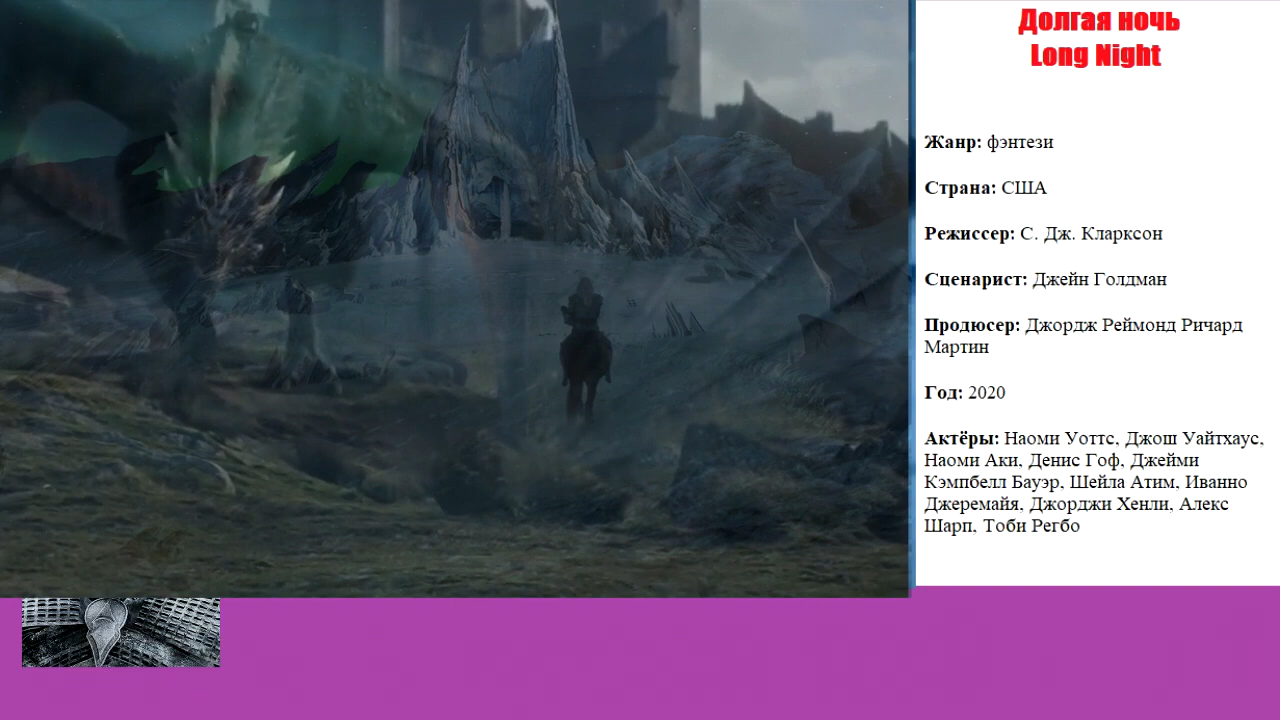 Долгая ночь
Long Night
Жанр: фэнтези
Страна: США
Режиссер: С. Дж. Кларксон
Сценарист: Джейн Голдман
Продюсер: Джордж Реймонд Ричард
Мартин
Год: 2020
Актёры: Наоми Уоттс, Джош Уайтхаус,
Наоми Аки, Денис Гоф, Джейми
Кэмпбелл Бауэр, Шейла Атим, Иванно
Джеремайя, Джорджи Хенли, Алекс
Шарп, Тоби Регбо